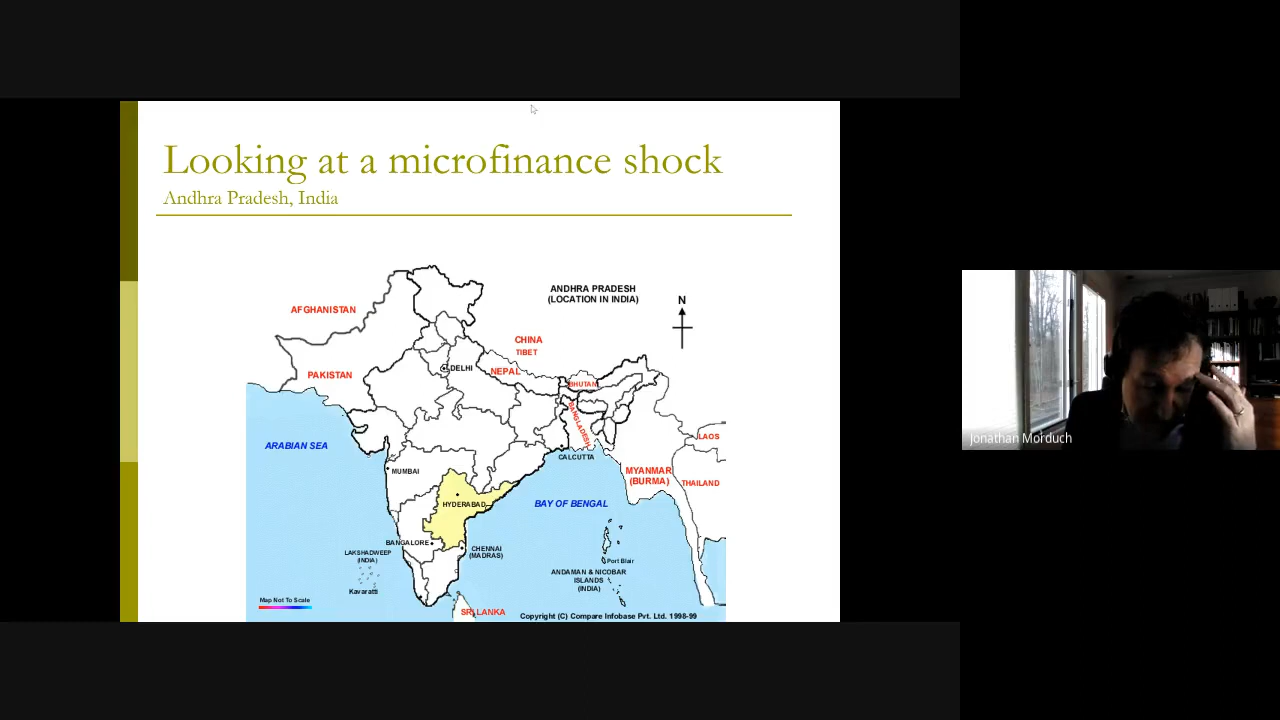 Looking at a microfinance shock
Andhra Pradesh, India
ANDHRA PRADESH
(LOCATION IN INDIA)
N
AFGHANISTAN
CHINA
TIBET
PAKISTAN
DELHI
NEPAL
BHUTAN
BANGLADESH
ARABIAN SEA
LAOS
CALCUTTA
MUMBAI
MYANMAR
(BURMA)
THAILAND
HYDERABAD
BAY OF BENGAL
BANGALORE
CHENNAI
(MADRAS)
LAKSHADWEEP
(INDIA)
Port Blair
ANDAMAN & NICOBAR
ISLANDS
(INDIA)
Kavaratti
Map Not To Scale
SRI LANKA
Copyright (C) Compare Infobase Pvt. Ltd. 1998-99
Jonathan Morduch